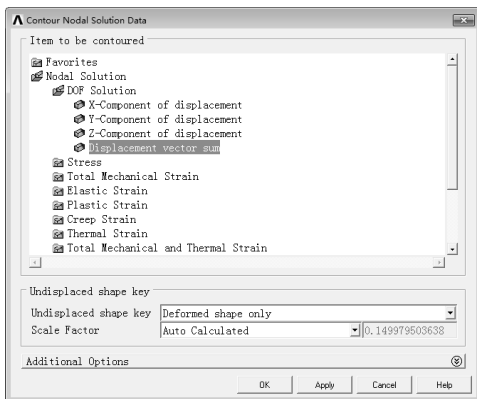 Contour Nodal Solution Data
Item to be contoured
Favorites
Nodal Solution
DOF Solution
X-Component of displacement
Y-Component of displacement
Z-Component of displacement
Displacement vector sum
Stress
Total Mechanical Strain
Elastic Strain
Plastic Strain
Creep Strain
Thermal Strain
Total Mechanical and Thermal Strain
Undisplaced shape key
Undisplaced shape key Deformed shape only
Scale Factor Auto Calculated 0.149979503638
Additional Options
OK Apply Cancel Help